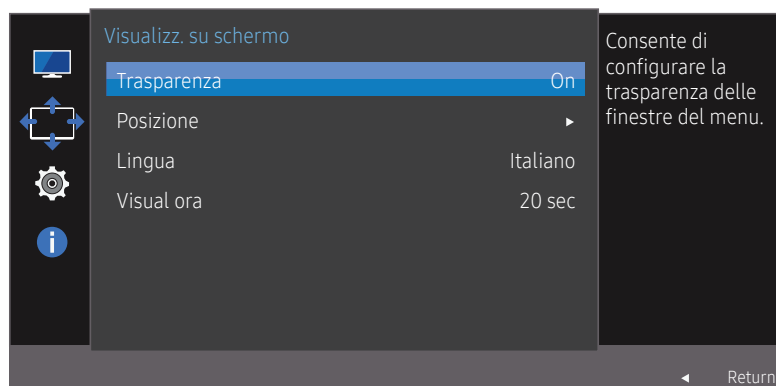 Visualizz. su schermo
Trasparenza On
Posizione ▸
Lingua Italiano
Visual ora 20 sec
Consente di
configurare la
trasparenza delle
finestre del menu.
◂ Return